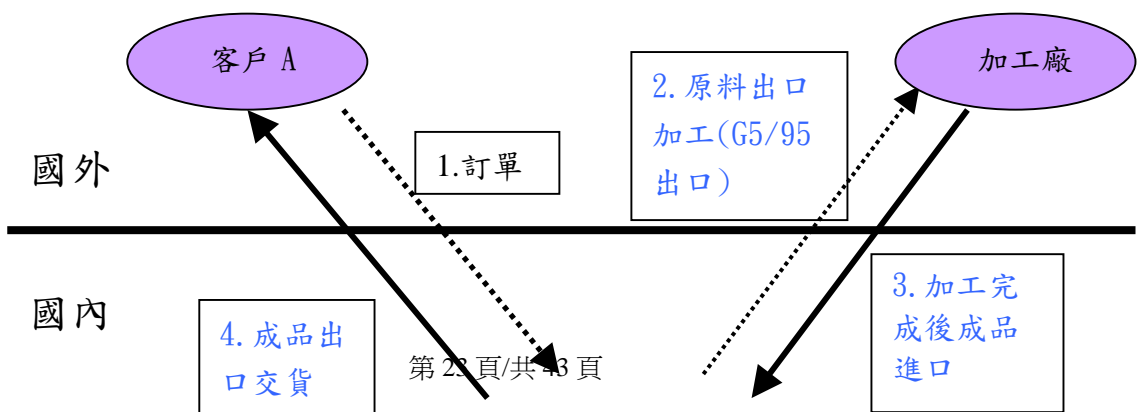 客戶 A
加工廠
2.原料出口
加工(G5/95
出口)
1.訂單
國外
國內
3.加工完
成後成品
進口
4.成品出
口交貨
第 23 頁/共 43 頁